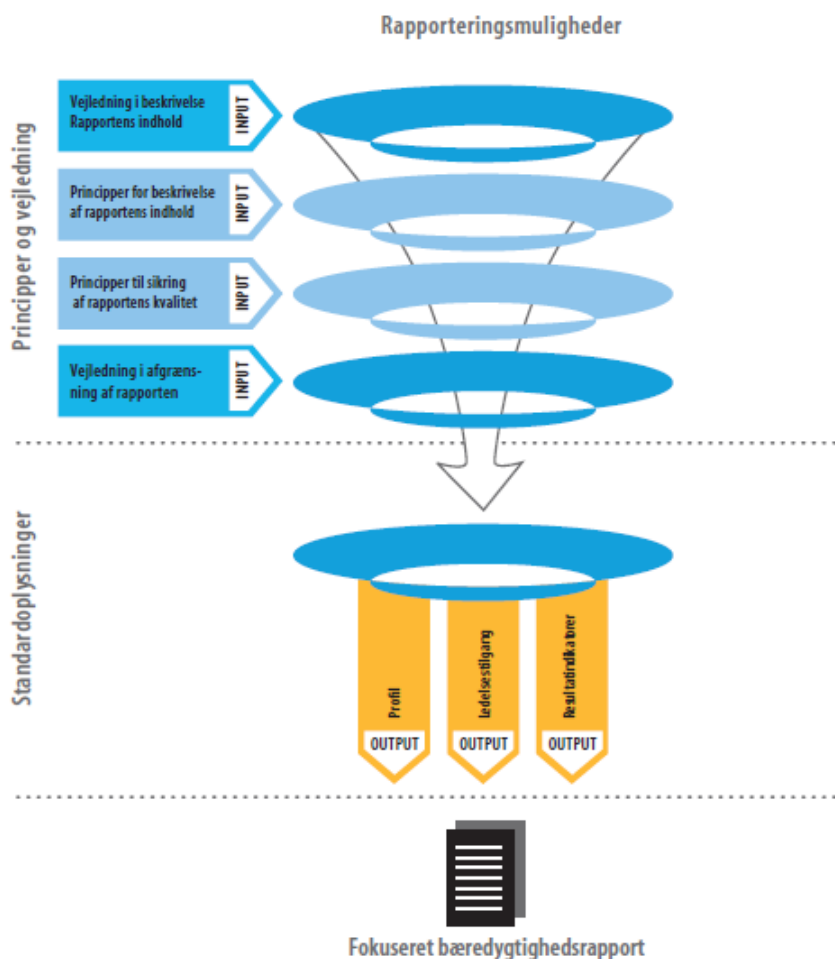 Rapporteringsmuligheder
Principper og vejledning
Vejledning i beskrivelse
Rapportens indhold
INPUT
Principper for beskrivelse
af rapportens indhold
INPUT
Principper til sikring
af rapportens kvalitet
INPUT
Vejledning i afgræns-
ning af rapporten
INPUT
Standardoplysninger
Profil
OUTPUT
Ledelsestilgang
OUTPUT
Resultatindikatorer
OUTPUT
Fokuseret bæredygtighedsrapport